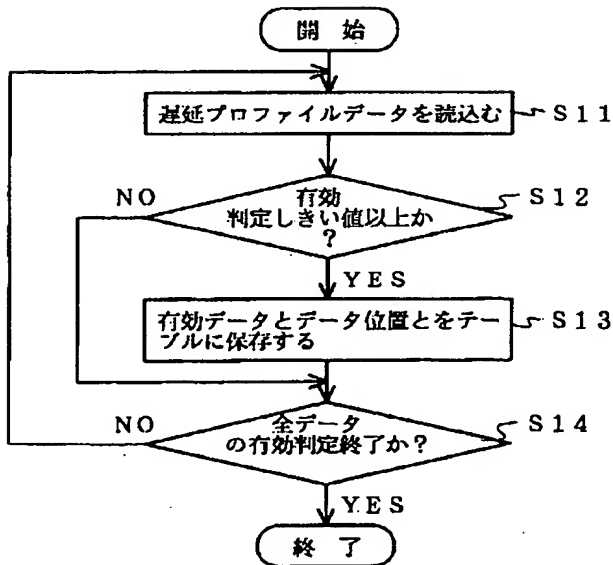 開 始
遅延プロファイルデータを読込む
S11
NO
有効
判定しきい値以上か
?
S12
YES
有効データとデータ位置とをテー
ブルに保存する
S13
NO
全データ
の有効判定終了か?
S14
YES
終 了